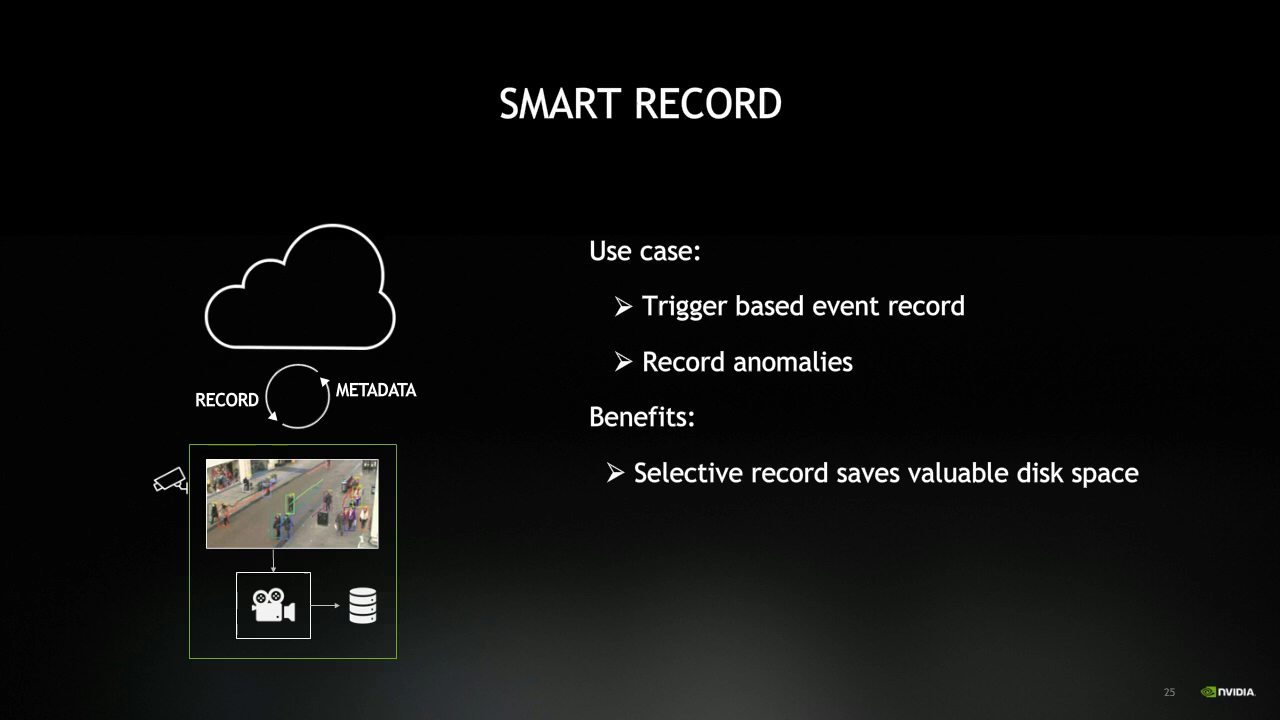 SMART RECORD
RECORD
METADATA
Use case:
➢ Trigger based event record
➢ Record anomalies
Benefits:
➢ Selective record saves valuable disk space
25
NVIDIA.